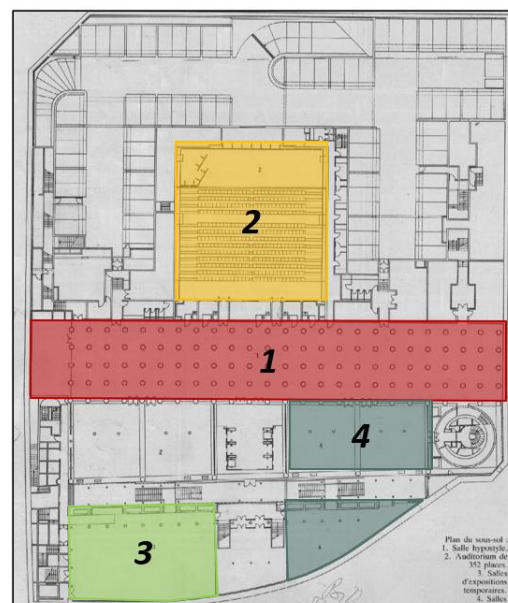 2
1
4
3
Plan du sous-sol :
1. Salle hypostyle,
2. Auditorium de
352 places,
3. Salles
d'expositions
temporaires,
4. Salles